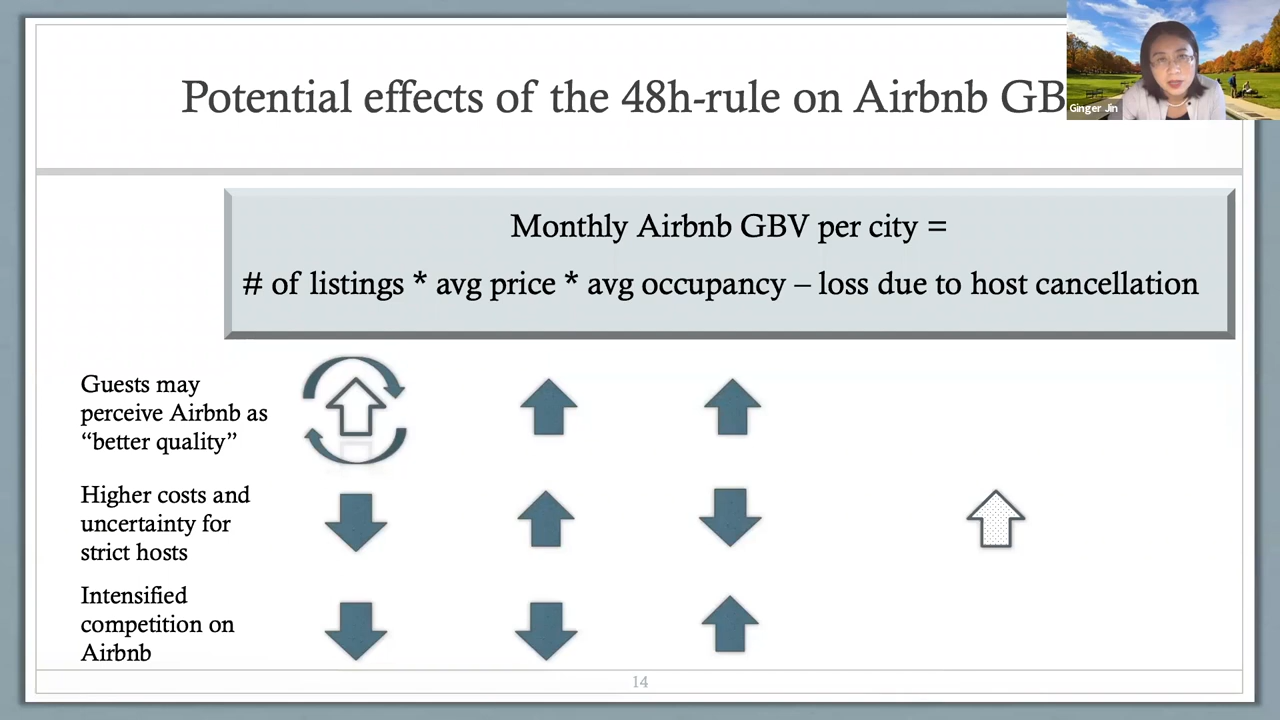 Potential effects of the 48h-rule on Airbnb GB
Ginger Jin
Monthly Airbnb GBV per city =
# of listings * avg price * avg occupancy – loss due to host cancellation
Guests may
perceive Airbnb as
“better quality”
Higher costs and
uncertainty for
strict hosts
Intensified
competition on
Airbnb
14